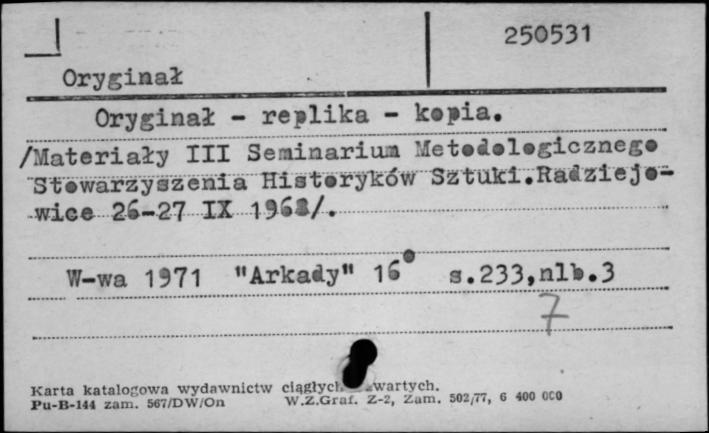 250531
Oryginał
Oryginał - replika - kopia.
/Materiały III Seminarium Metodologicznego
Stowarzyszenia Historyków Sztuki.Radziejo-
wice 26-27 IX 1968/.
W-wa 1971 "Arkady" 16° s.233,nlb.3
7
Karta katalogowa wydawnictw ciągłych wartych.
Pu-B-144 zam. 567/DW/On W.Z.Graf. Z-2, Zam. 502/77, 6 400 000